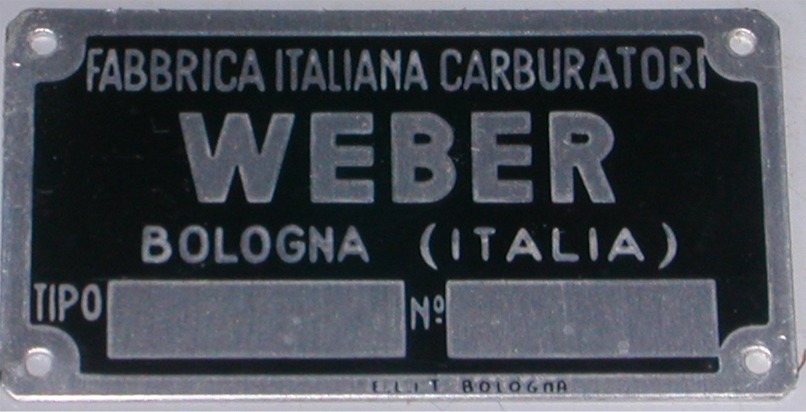 FABBRICA ITALIANA CARBURATORI
WEBER
BOLOGNA (ITALIA)
TIPO Nº
E.L.I.T BOLOGNA